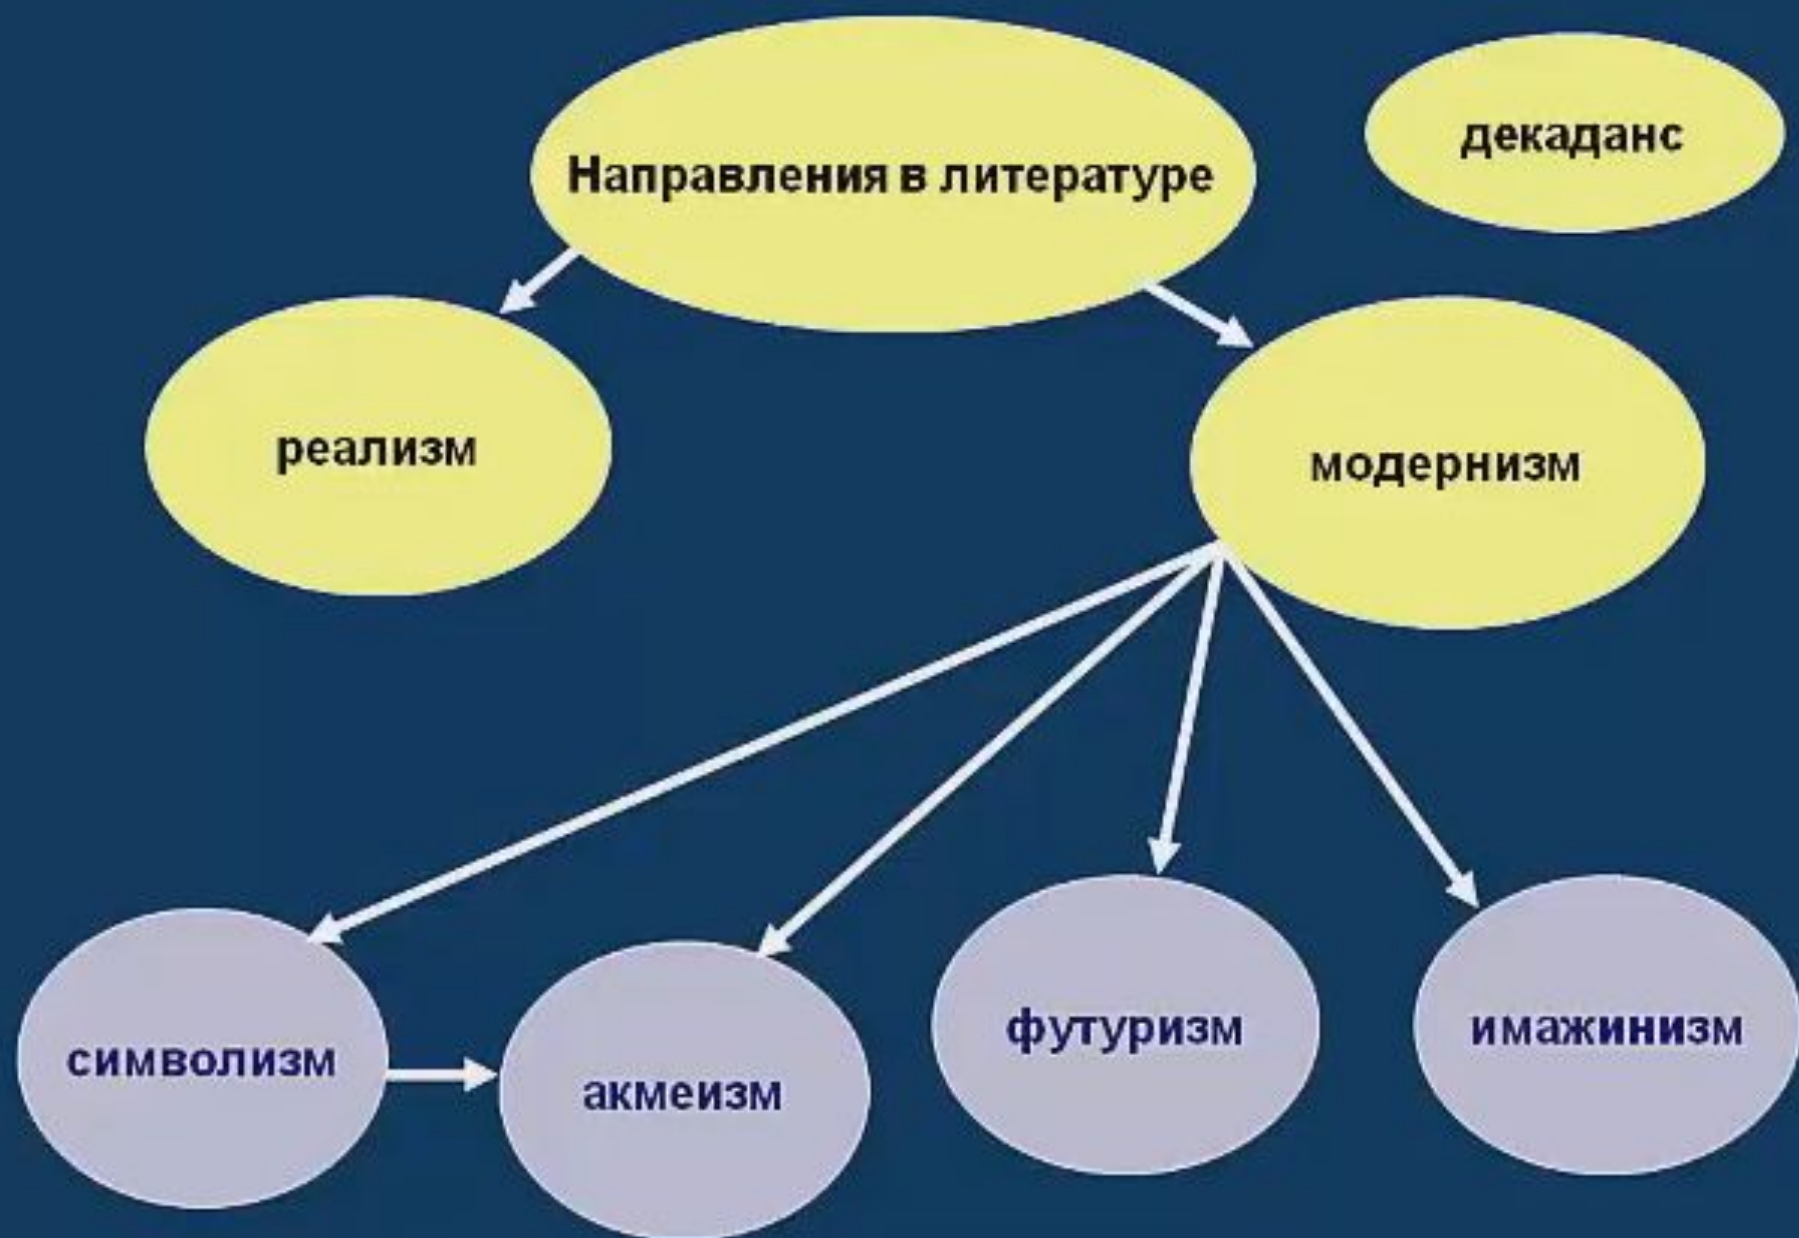 Направления в литературе
декаданс
реализм
модернизм
символизм
акмеизм
футуризм
имажинизм